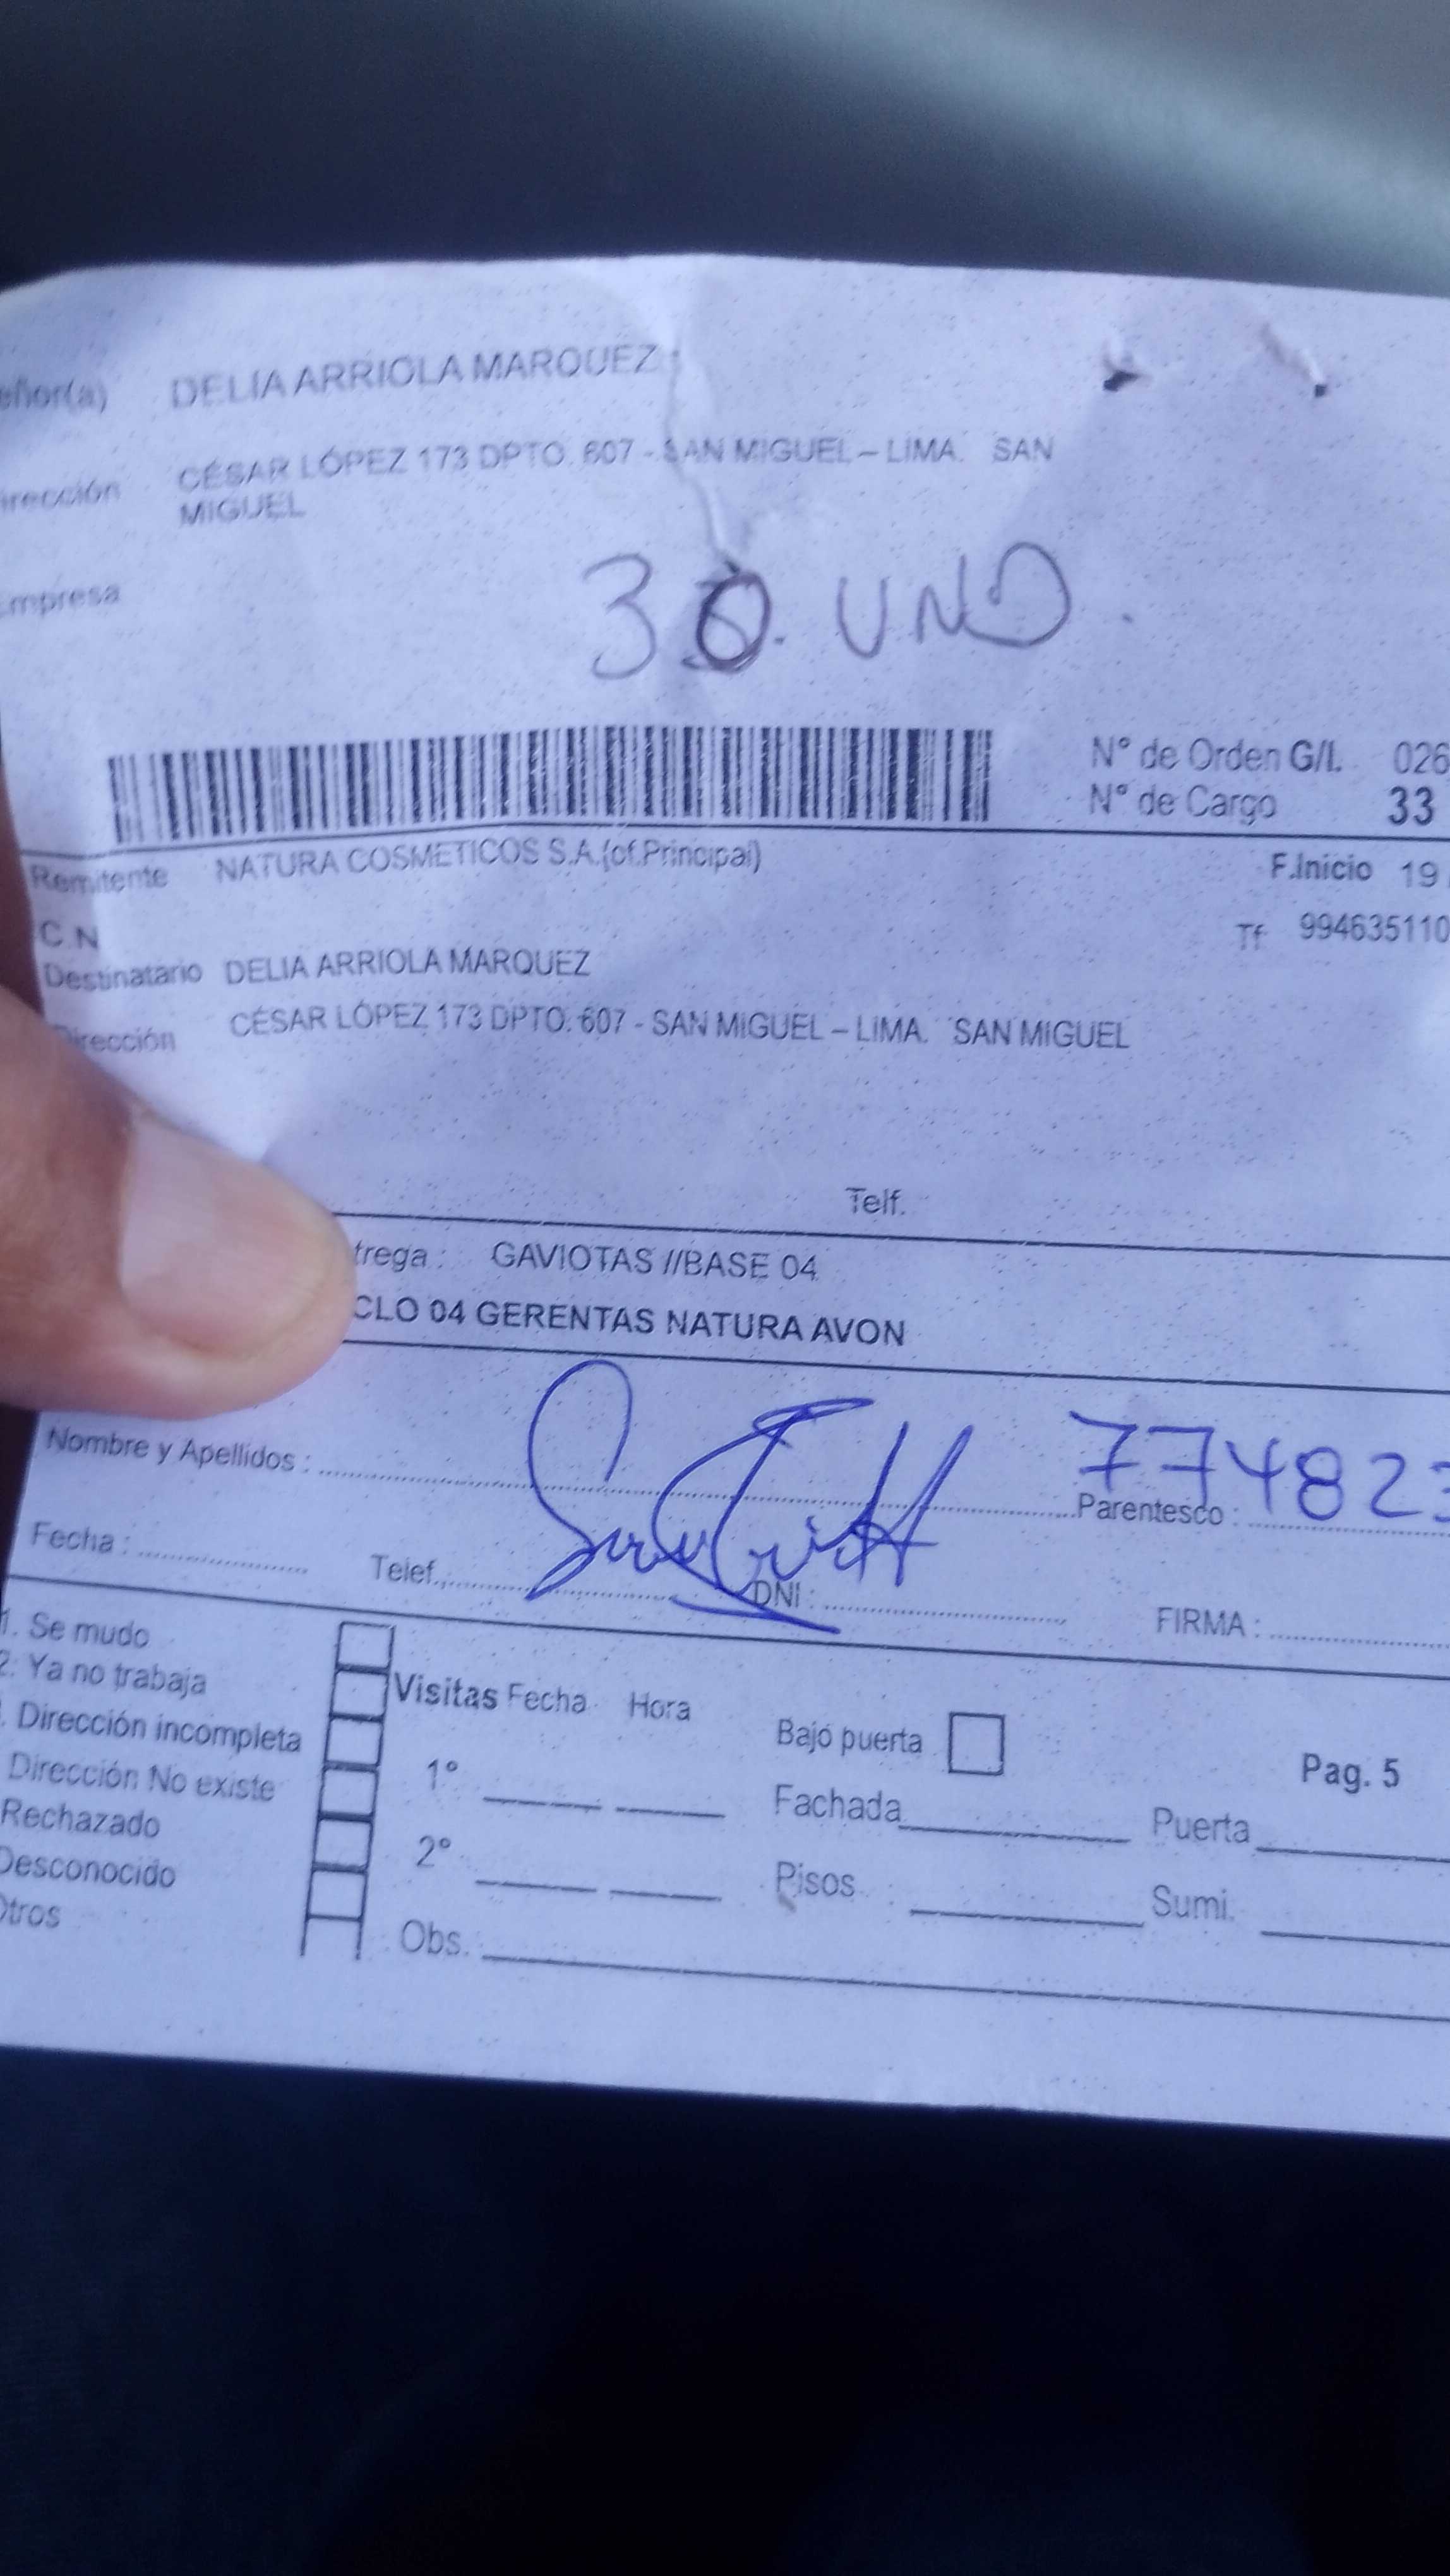 eñor(a) DELIA ARRIOLA MARQUEZ
irección CÉSAR LÓPEZ 173 DPTO. 607 - SAN MIGUEL – LIMA. SAN
MIGUEL
mpresa
30. UND.
N° de Orden G/I. 026
N° de Cargo 33
Remitente NATURA COSMETICOS S.A.(of.Principal)
F.Inicio 19
C.N
Tf 994635110
Destinatario DELIA ARRIOLA MARQUEZ
irección CÉSAR LÓPEZ 173 DPTO. 607 - SAN MIGUEL – LIMA. SAN MIGUEL
Telf.
trega : GAVIOTAS //BASE 04
CLO 04 GERENTAS NATURA AVON
774823
Nombre y Apellidos : Parentesco :
Fecha : Telef. DNI : FIRMA :
1. Se mudo
2. Ya no trabaja
. Dirección incompleta
Dirección No existe
Rechazado
Desconocido
Otros
Visitas Fecha Hora
1°
2°
Obs.
Bajo puerta
Pag. 5
Fachada Puerta
Pisos Sumi.